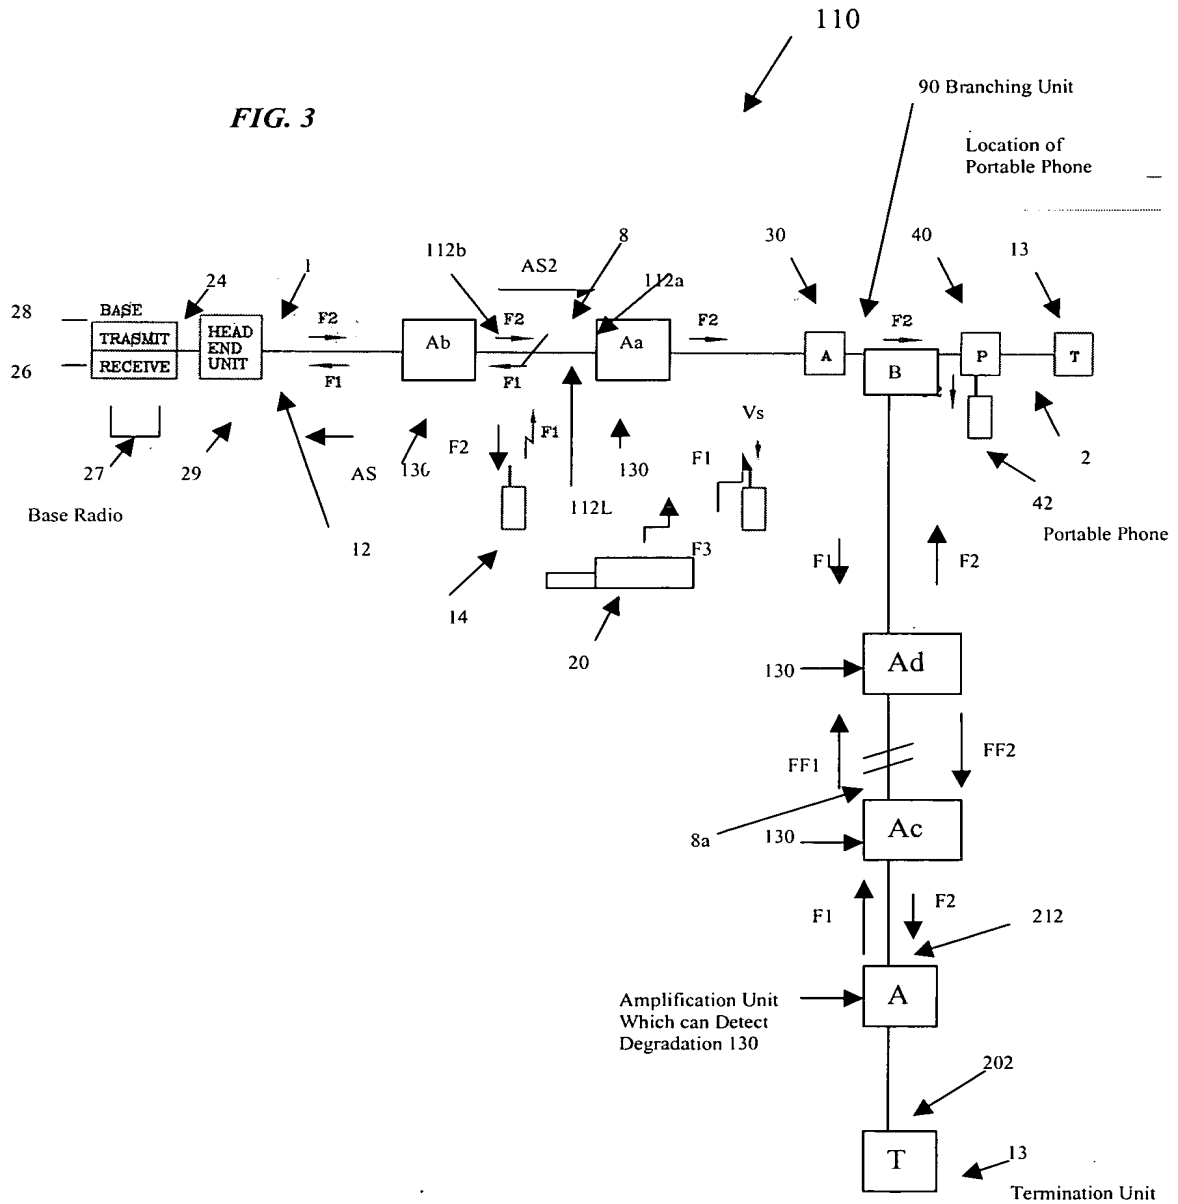 110
90 Branching Unit
FIG. 3
Location of
Portable Phone
112b
8
30
40
13
1
24
AS2
112a
28
BASE
F2
F2
F2
F2
TRASMIT
HEAD
END
UNIT
Ab
Aa
A
B
P
T
26
RECEIVE
F1
F1
Vs
F2
F1
F1
27
29
AS
130
112L
2
42
Base Radio
12
Portable Phone
F3
F1
F2
14
20
130
Ad
FF1
FF2
8a
130
Ac
F1
F2
212
Amplification Unit
Which can Detect
Degradation 130
A
202
T
13
Termination Unit